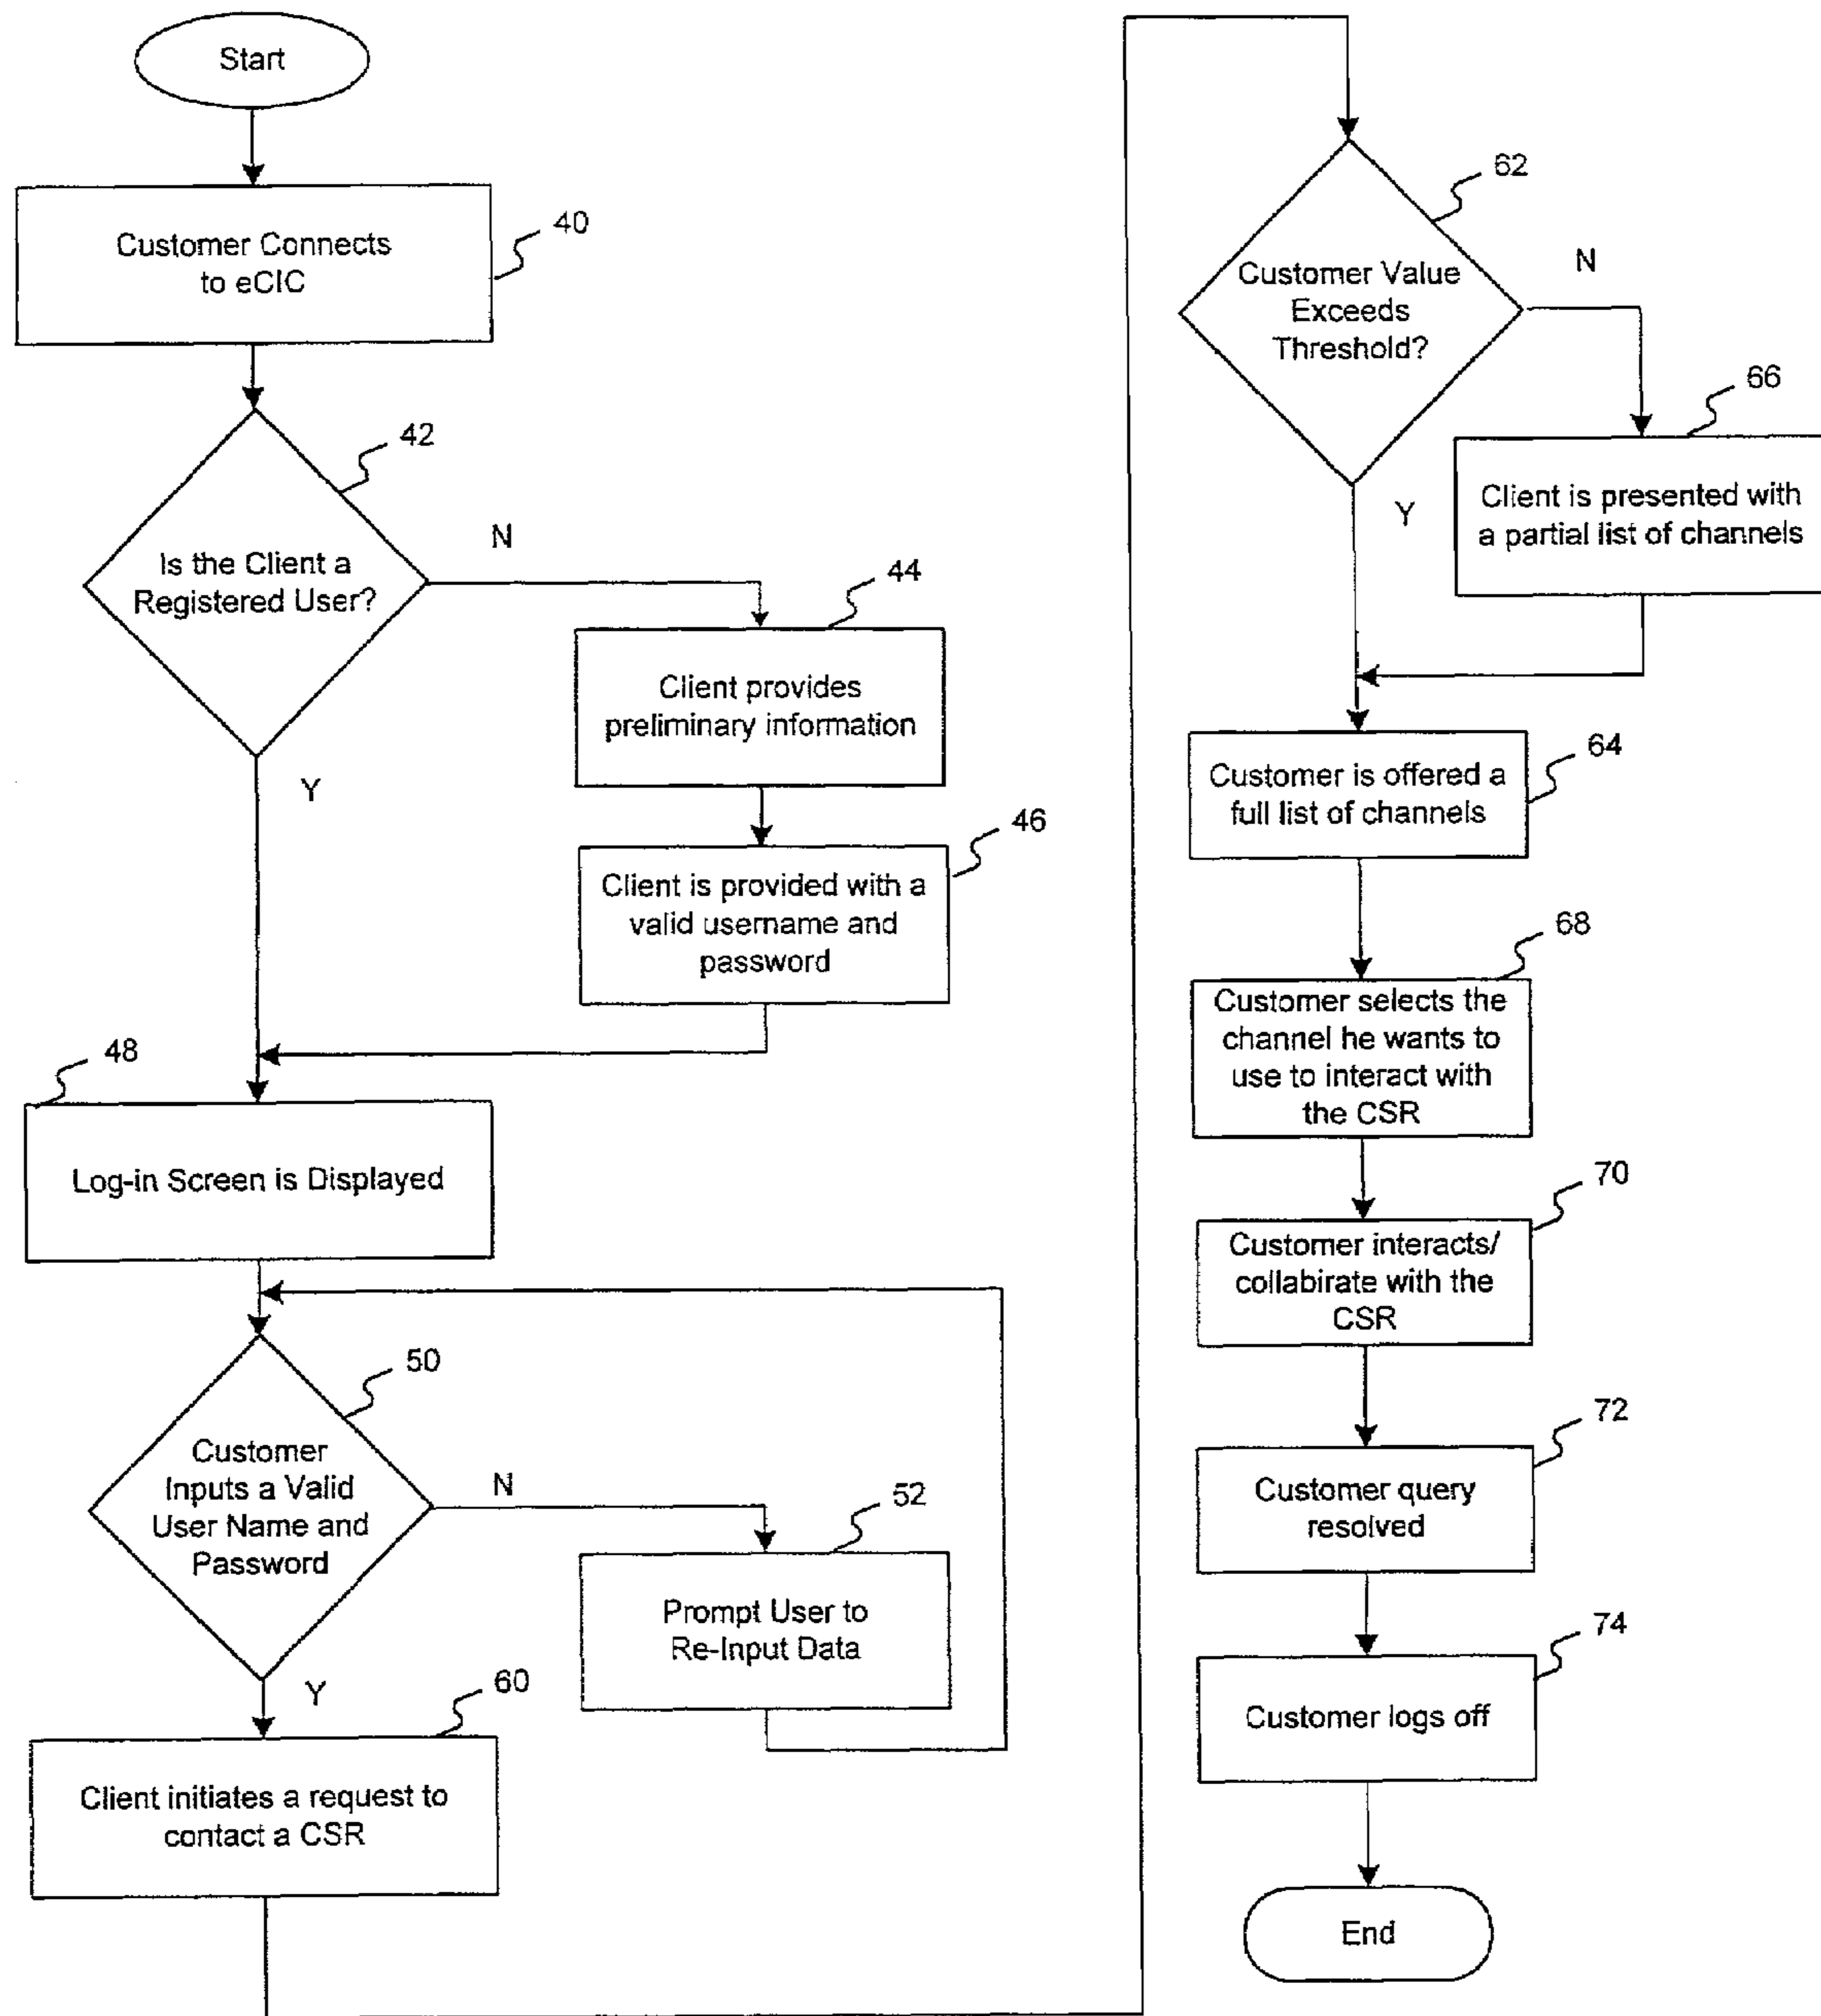 Start
Customer Connects
to eCIC
40
Is the Client a
Registered User?
42
N
Y
Client provides
preliminary information
44
Client is provided with a
valid username and
password
46
Log-in Screen is Displayed
48
Customer
Inputs a Valid
User Name and
Password
50
N
Y
Prompt User to
Re-Input Data
52
Client initiates a request to
contact a CSR
60
Customer Value
Exceeds
Threshold?
62
N
Y
Client is presented with
a partial list of channels
66
Customer is offered a
full list of channels
64
Customer selects the
channel he wants to
use to interact with
the CSR
68
Customer interacts/
collabirate with the
CSR
70
Customer query
resolved
72
Customer logs off
74
End